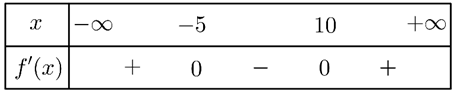 x −∞ −5 10 +∞
f′(x) + 0 − 0 +